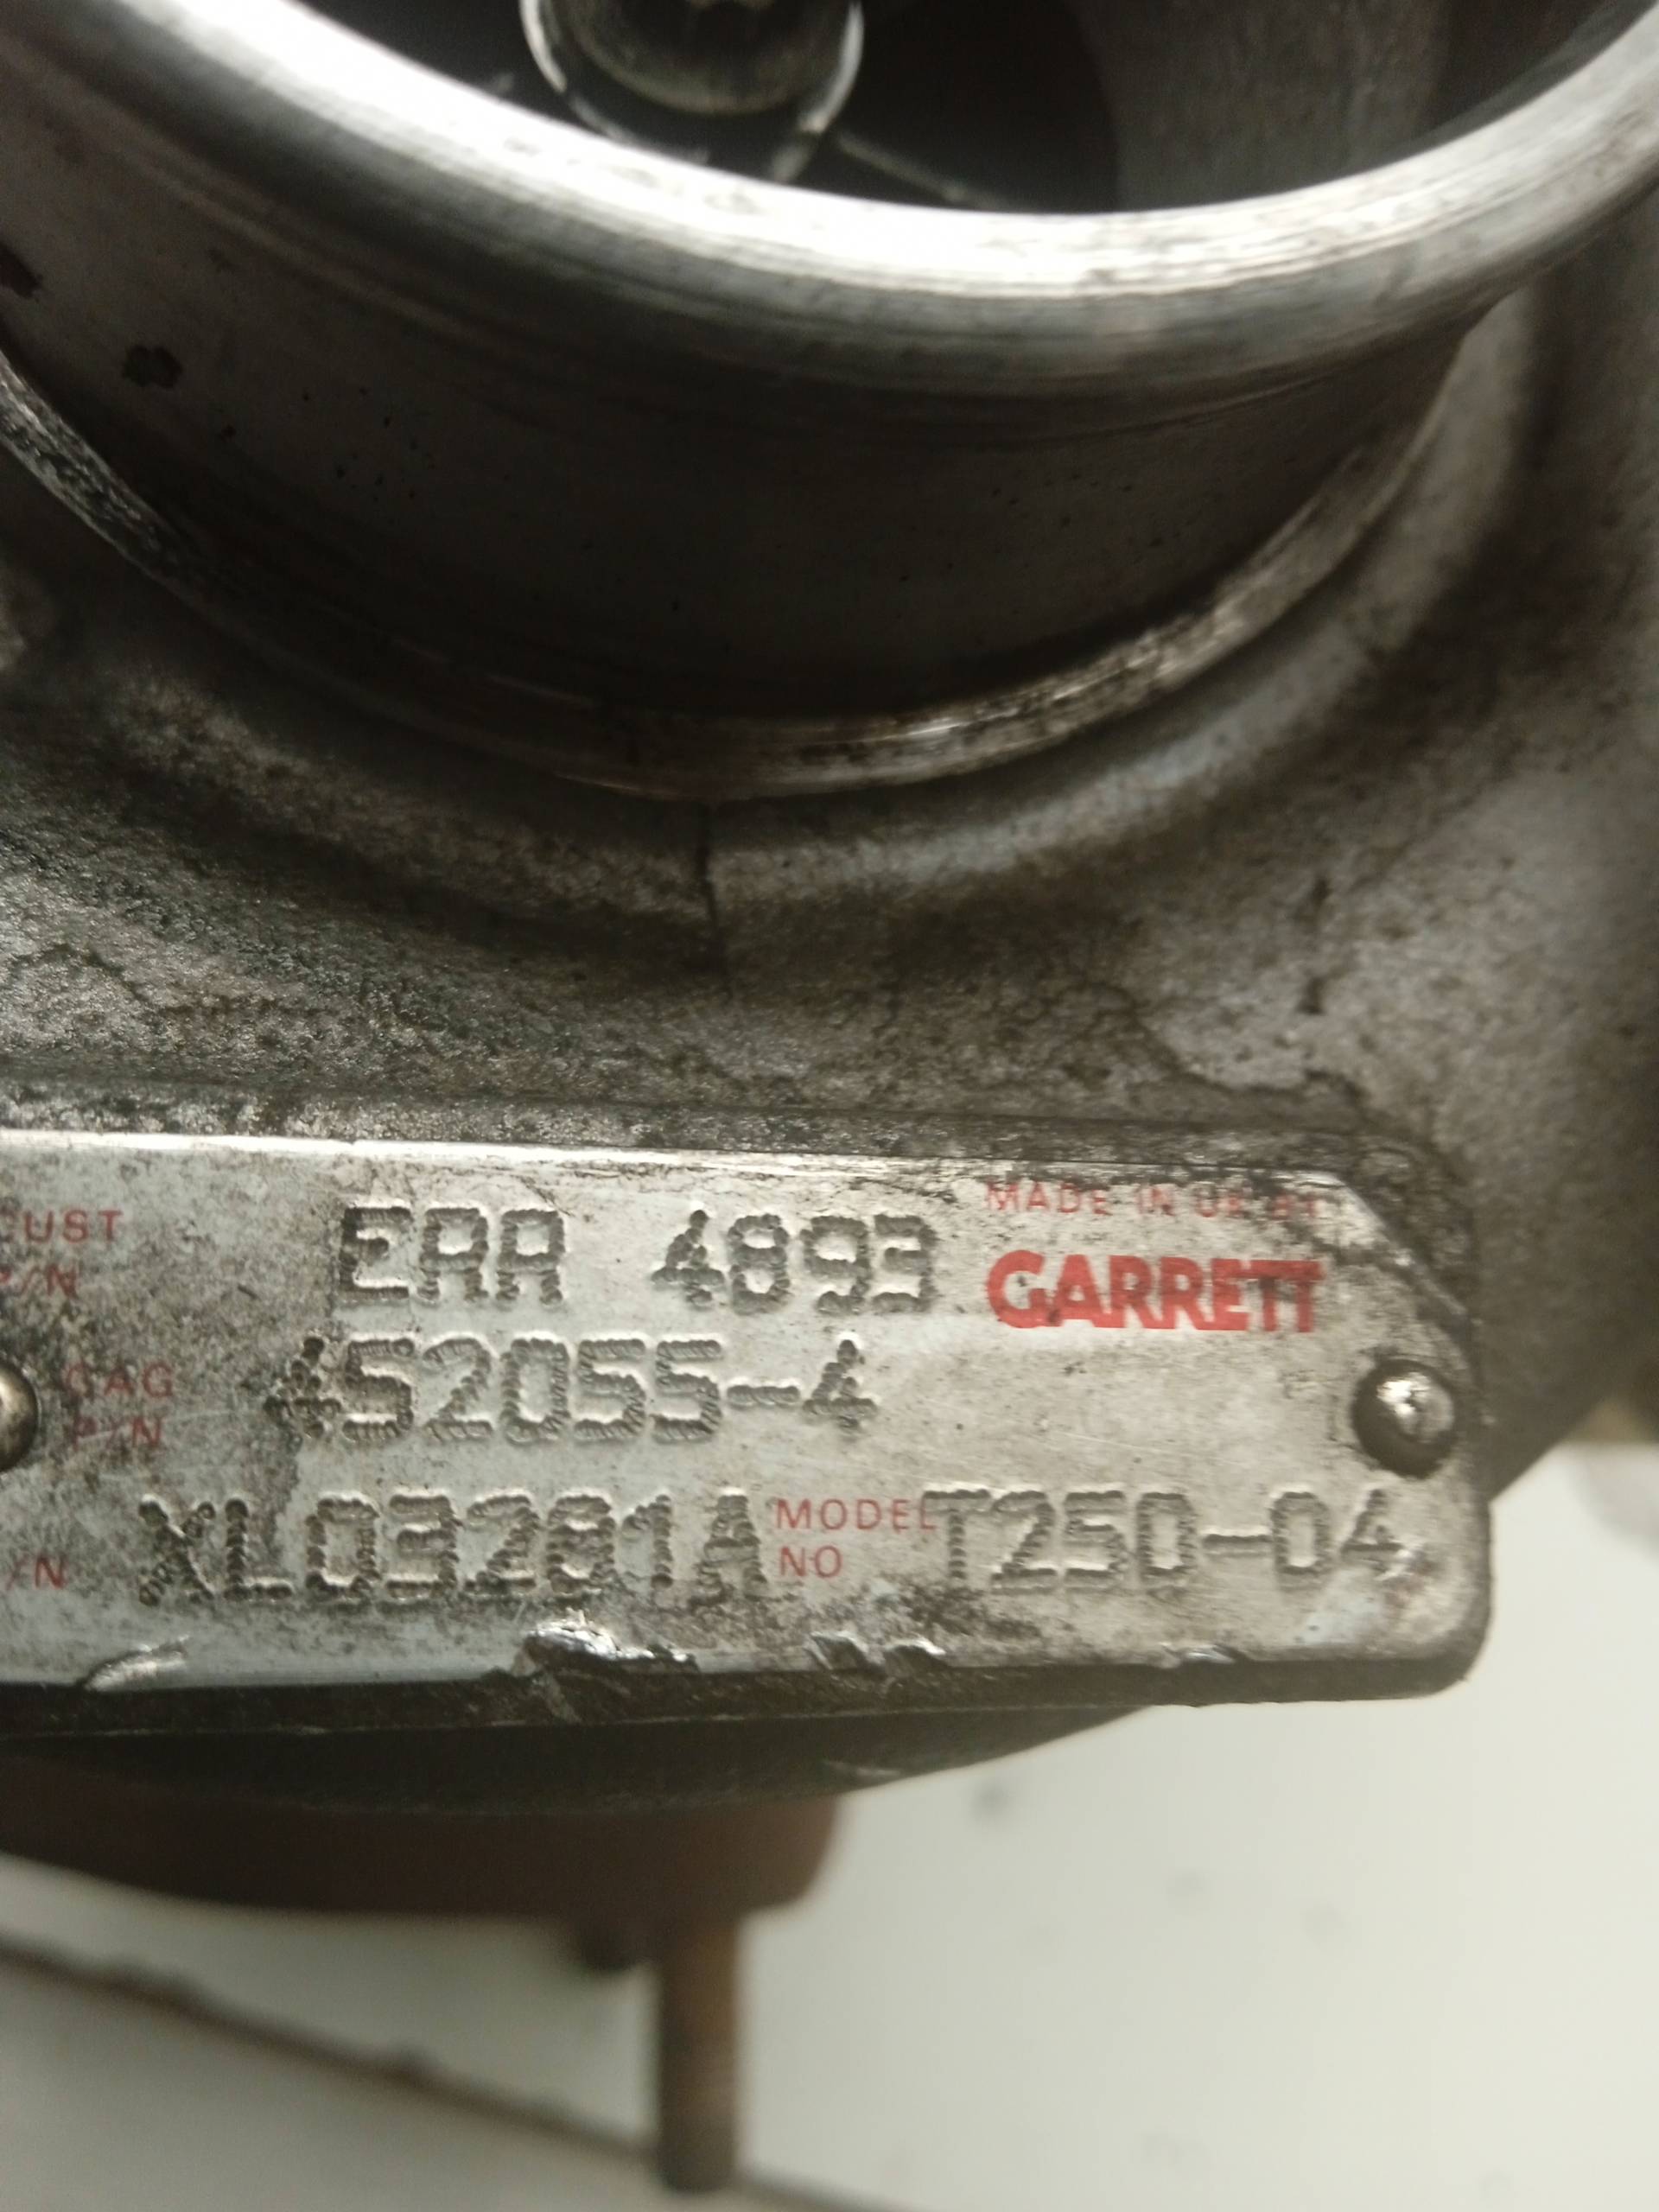 CUST ERR 4893 MADE IN UK BY
P/N GARRETT
GAG 452055-4
P/N
/N XL03281A MODEL T250-04
NO